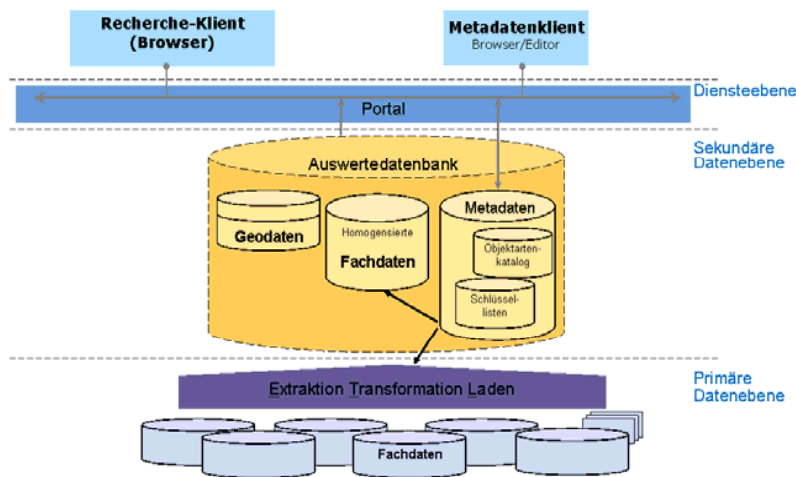 Recherche-Klient
(Browser)
Metadatenklient
Browser/Editor
Diensteebene
Portal
Sekundäre
Datenebene
Auswertedatenbank
Geodaten
Homogensierte
Fachdaten
Metadaten
Objektarten-
katalog
Schlüssel-
listen
Primäre
Datenebene
Extraktion Transformation Laden
Fachdaten